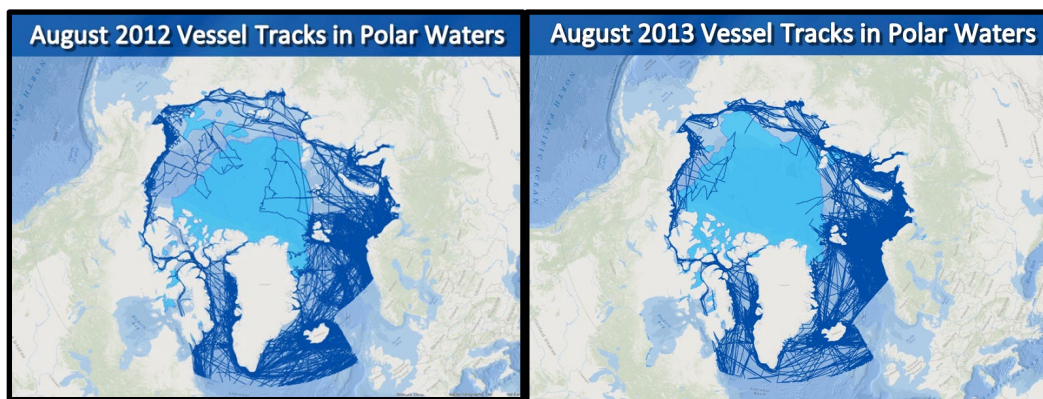 August 2012 Vessel Tracks in Polar Waters
August 2013 Vessel Tracks in Polar Waters
NORTH PACIFIC OCEAN